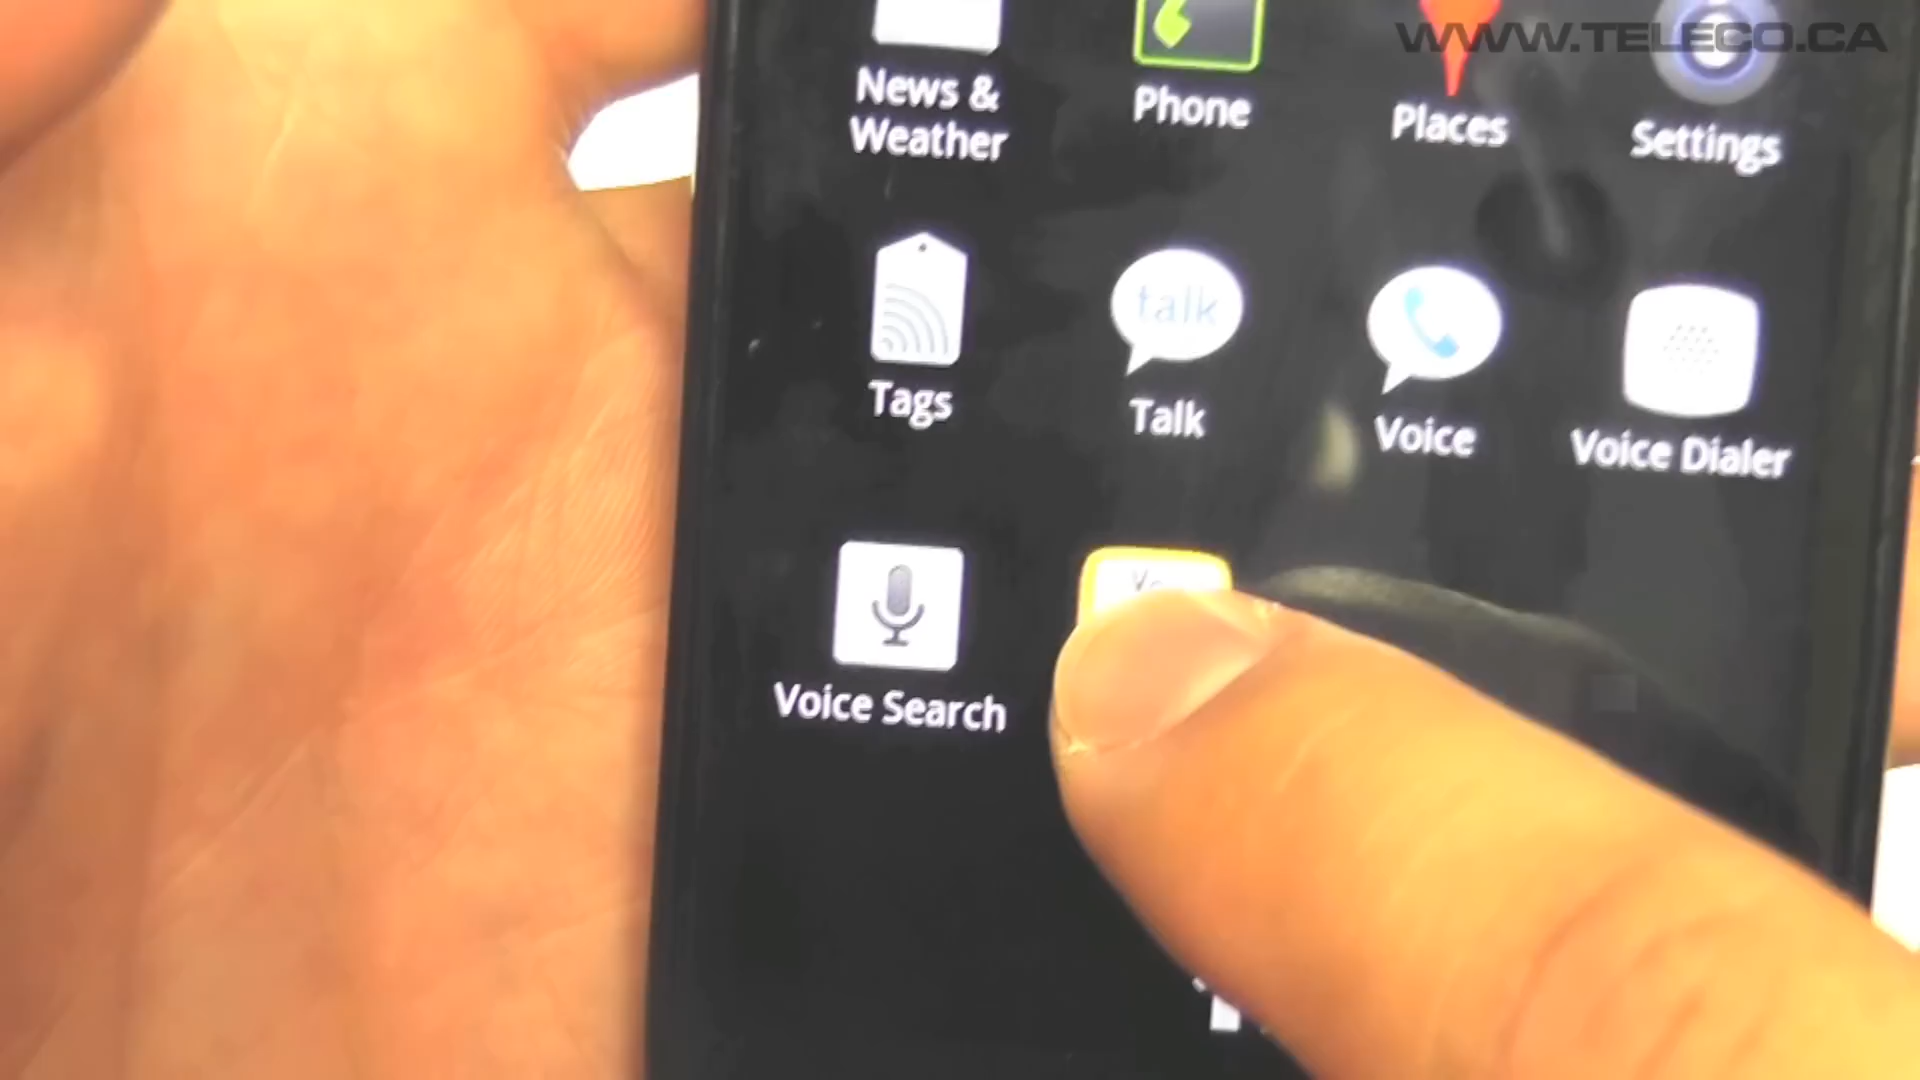 WWW.TELECO.CA
News &
Weather
Phone
Places
Settings
talk
Tags
Talk
Voice
Voice Dialer
Voice Search